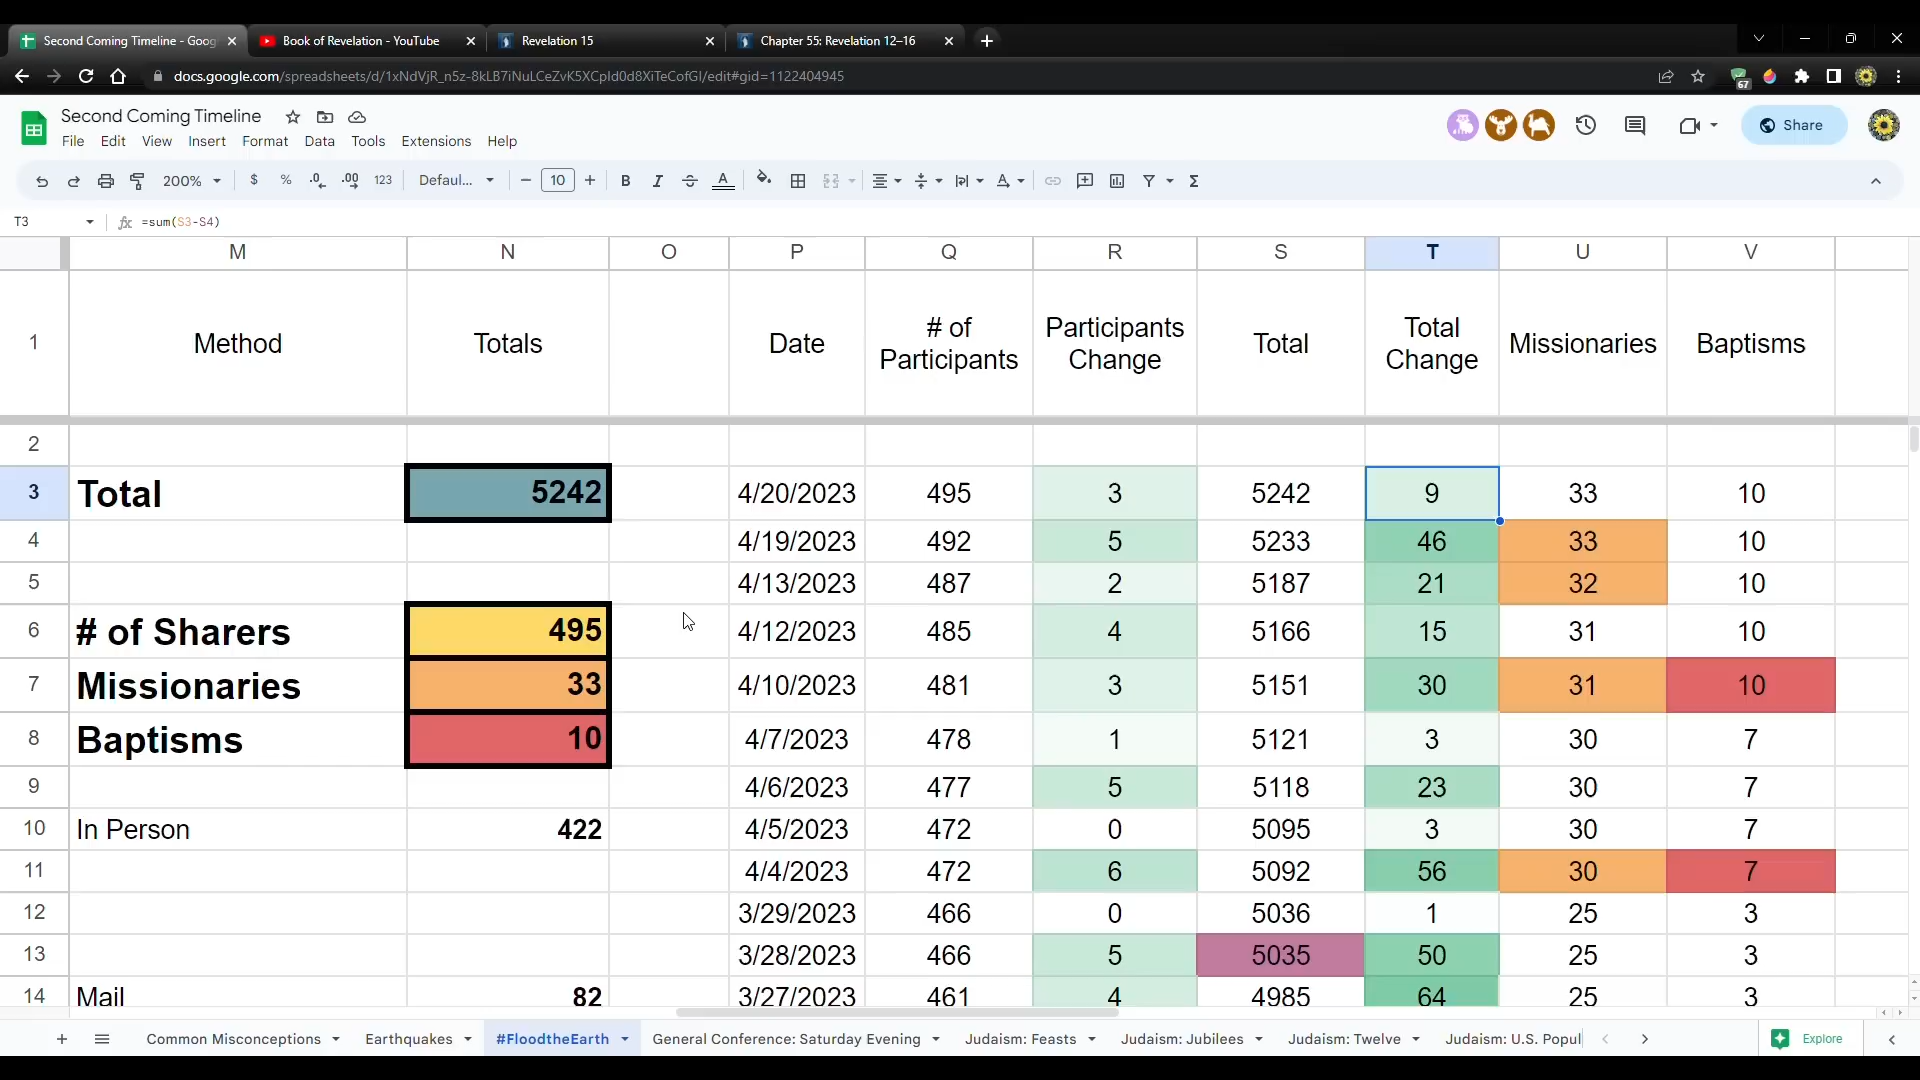 Second Coming Timeline - Goog
Book of Revelation - YouTube
Revelation 15
Chapter 55: Revelation 12–16
docs.google.com/spreadsheets/d/1xNdVjR_n5z-8kLB7iNuLCeZvK5XCpId0d8XiTeCofGI/edit#gid=1122404945
67
Second Coming Timeline
File Edit View Insert Format Data Tools Extensions Help
Share
200% $ % .0 .00 123 Defaul... − 10 + B I A
T3 fx =sum(S3-S4)
M N O P Q R S T U V
1 Method Totals Date # of Participants Participants Change Total Total Change Missionaries Baptisms
2
3 Total 5242 4/20/2023 495 3 5242 9 33 10
4 4/19/2023 492 5 5233 46 33 10
5 4/13/2023 487 2 5187 21 32 10
6 # of Sharers 495 4/12/2023 485 4 5166 15 31 10
7 Missionaries 33 4/10/2023 481 3 5151 30 31 10
8 Baptisms 10 4/7/2023 478 1 5121 3 30 7
9 4/6/2023 477 5 5118 23 30 7
10 In Person 422 4/5/2023 472 0 5095 3 30 7
11 4/4/2023 472 6 5092 56 30 7
12 3/29/2023 466 0 5036 1 25 3
13 3/28/2023 466 5 5035 50 25 3
14 Mail 82 3/27/2023 461 4 4985 64 25 3
Common Misconceptions Earthquakes #FloodtheEarth General Conference: Saturday Evening Judaism: Feasts Judaism: Jubilees Judaism: Twelve Judaism: U.S. Popul Explore